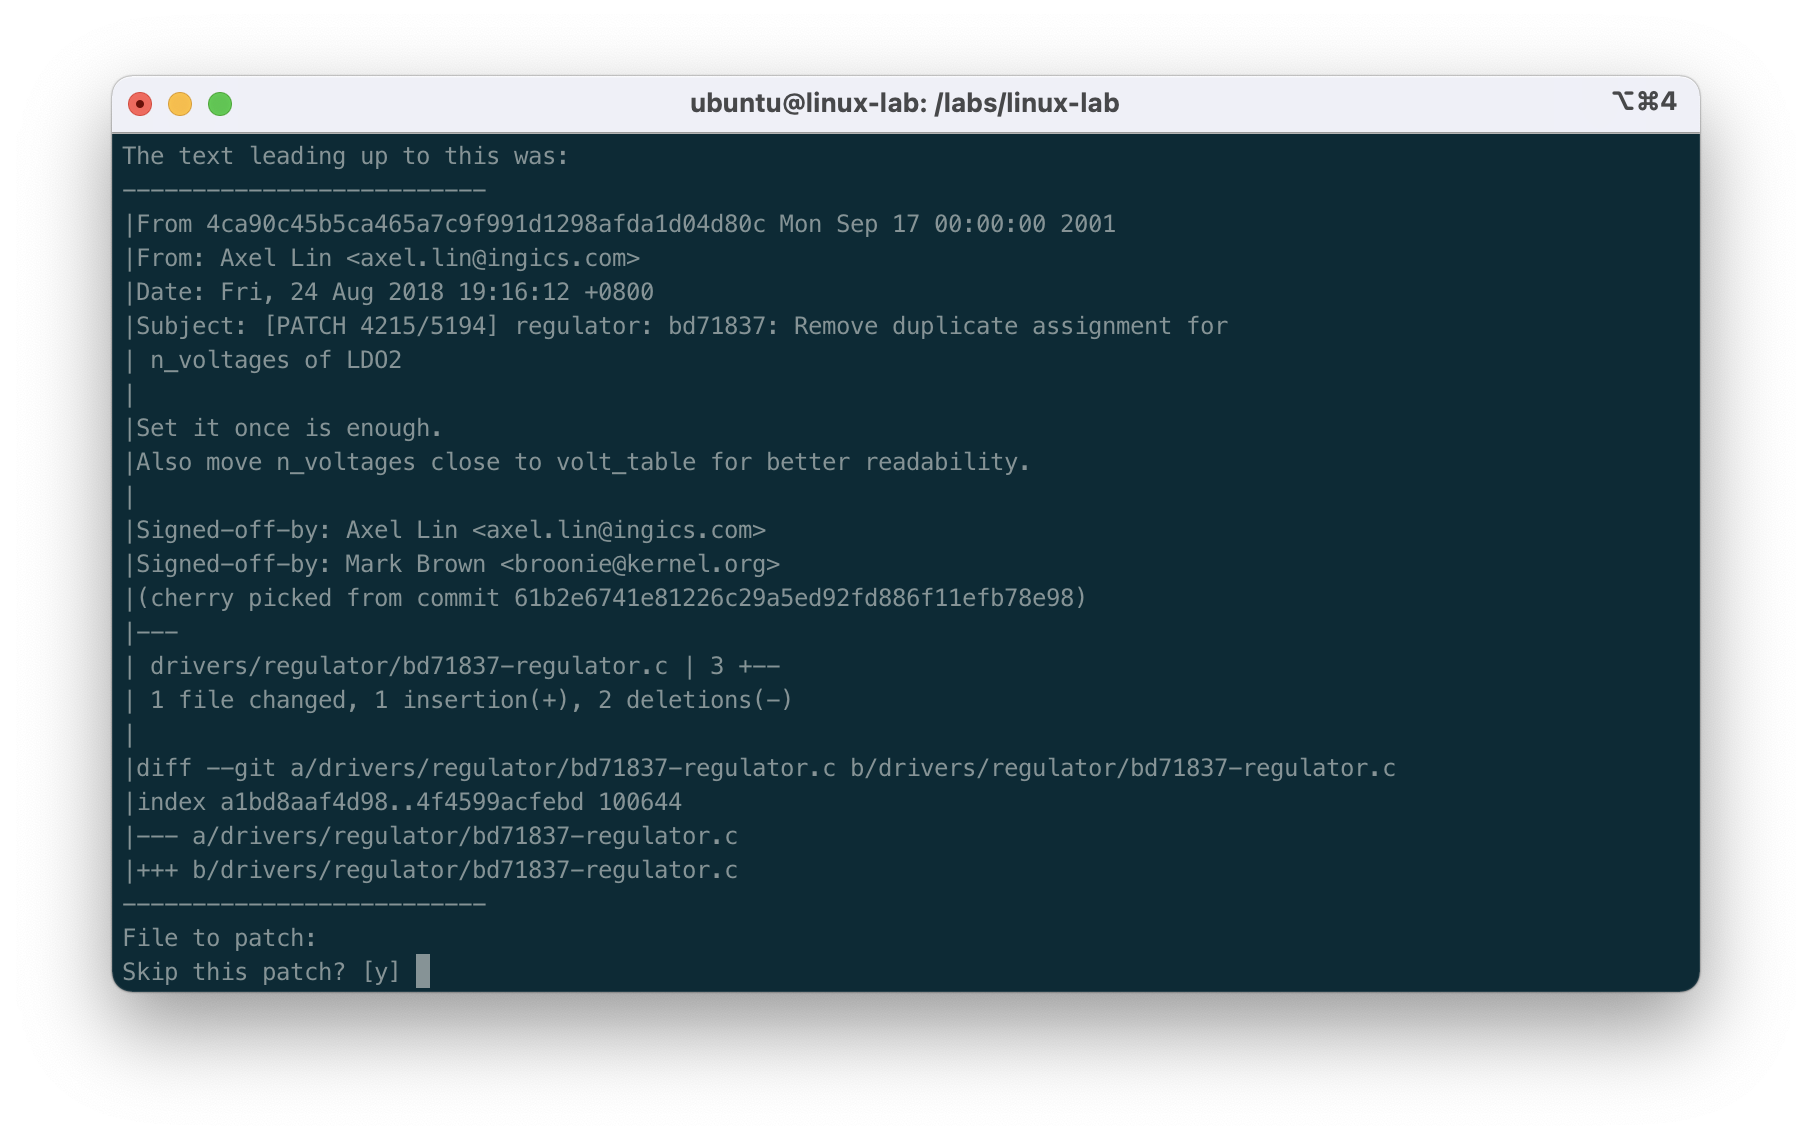 ubuntu@linux-lab: /labs/linux-lab
⌥⌘4
The text leading up to this was:
--------------------------
|From 4ca90c45b5ca465a7c9f991d1298afda1d04d80c Mon Sep 17 00:00:00 2001
|From: Axel Lin <axel.lin@ingics.com>
|Date: Fri, 24 Aug 2018 19:16:12 +0800
|Subject: [PATCH 4215/5194] regulator: bd71837: Remove duplicate assignment for
| n_voltages of LDO2
|
|Set it once is enough.
|Also move n_voltages close to volt_table for better readability.
|
|Signed-off-by: Axel Lin <axel.lin@ingics.com>
|Signed-off-by: Mark Brown <broonie@kernel.org>
|(cherry picked from commit 61b2e6741e81226c29a5ed92fd886f11efb78e98)
|---
| drivers/regulator/bd71837-regulator.c | 3 +--
| 1 file changed, 1 insertion(+), 2 deletions(-)
|
|diff --git a/drivers/regulator/bd71837-regulator.c b/drivers/regulator/bd71837-regulator.c
|index a1bd8aaf4d98..4f4599acfebd 100644
|--- a/drivers/regulator/bd71837-regulator.c
|+++ b/drivers/regulator/bd71837-regulator.c
--------------------------
File to patch:
Skip this patch? [y]